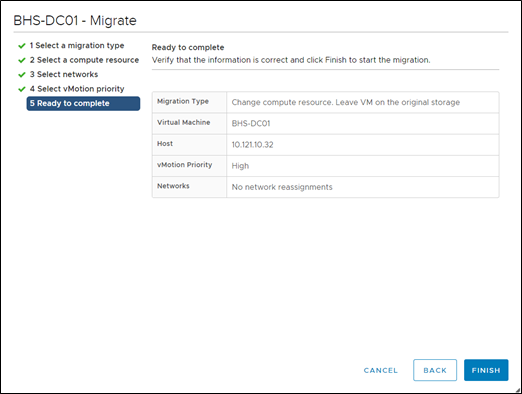 BHS-DC01 - Migrate
1 Select a migration type
2 Select a compute resource
3 Select networks
4 Select vMotion priority
5 Ready to complete
Ready to complete
Verify that the information is correct and click Finish to start the migration.
Migration Type Change compute resource. Leave VM on the original storage
Virtual Machine BHS-DC01
Host 10.121.10.32
vMotion Priority High
Networks No network reassignments
CANCEL BACK FINISH